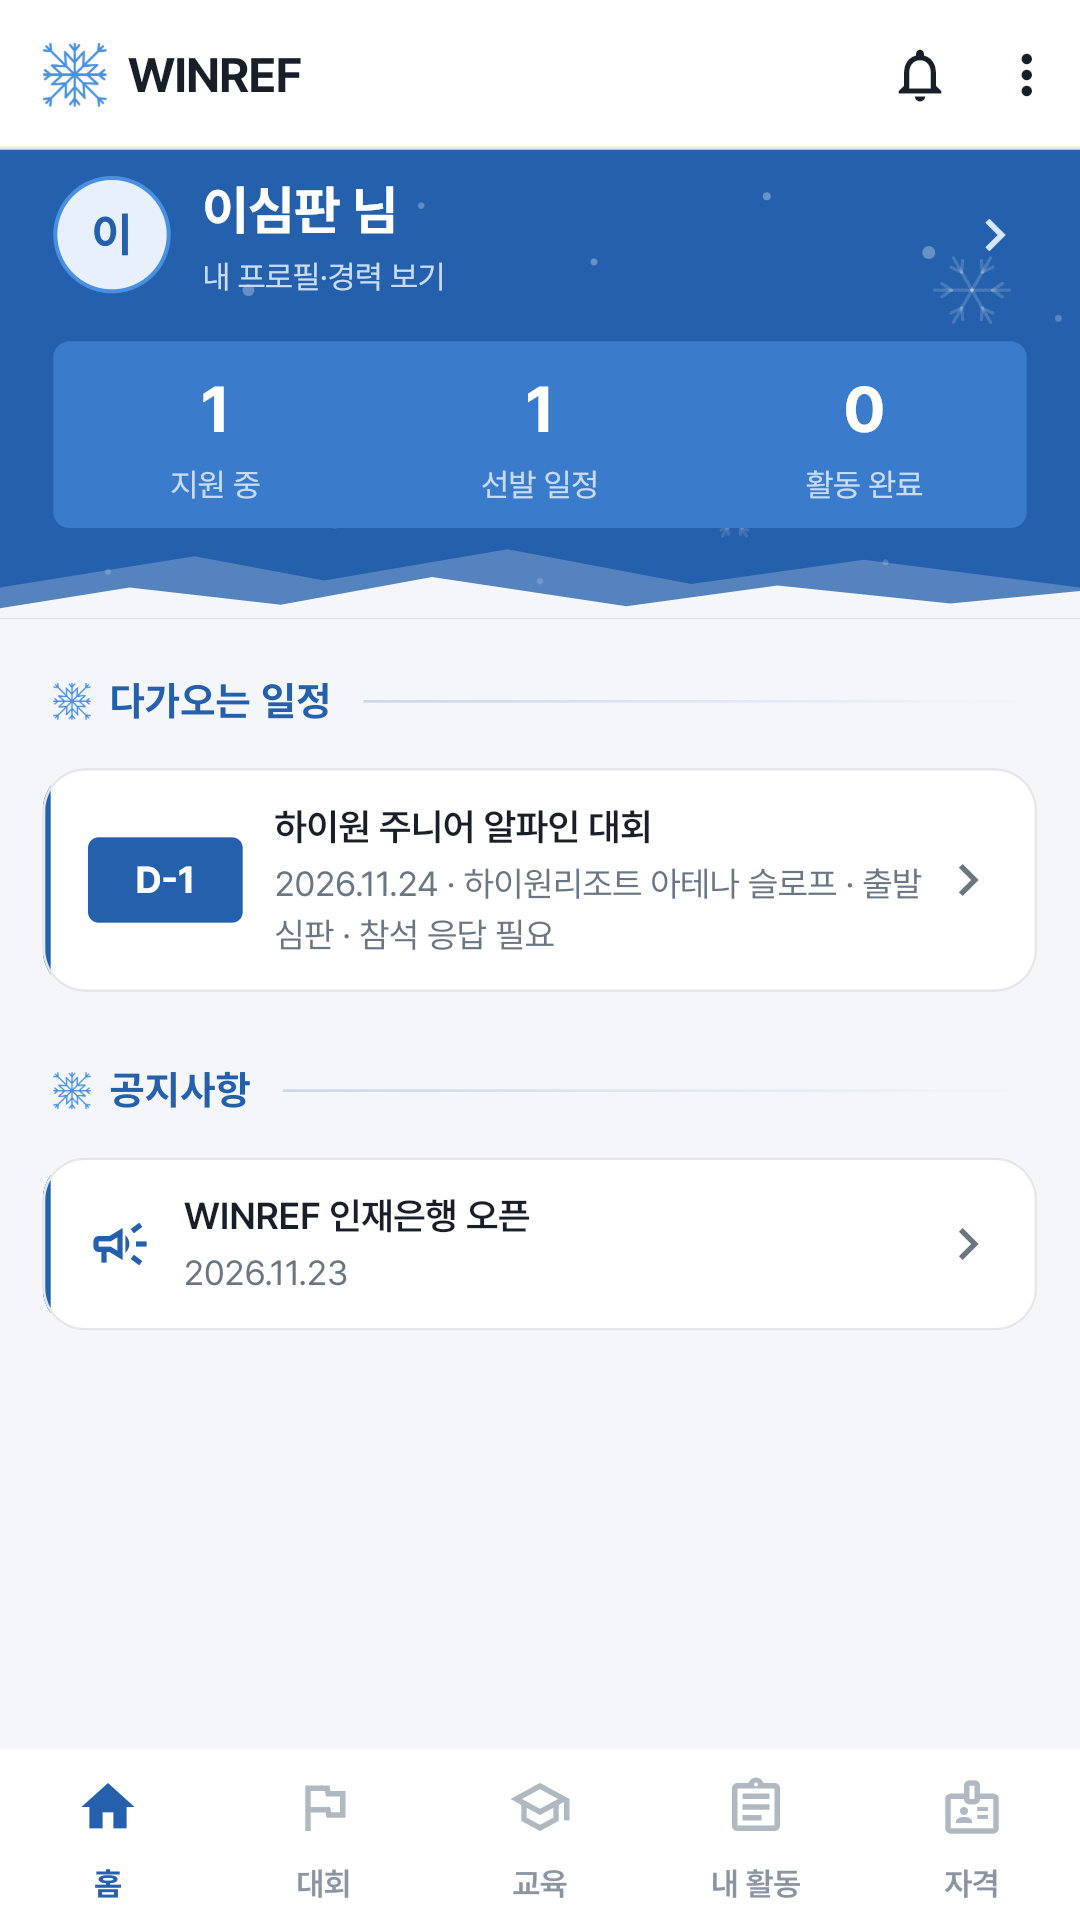 WINREF
이
이심판 님
내 프로필·경력 보기
1
지원 중
1
선발 일정
0
활동 완료
다가오는 일정
D-1
하이원 주니어 알파인 대회
2026.11.24 · 하이원리조트 아테나 슬로프 · 출발
심판 · 참석 응답 필요
공지사항
WINREF 인재은행 오픈
2026.11.23
홈
대회
교육
내 활동
자격